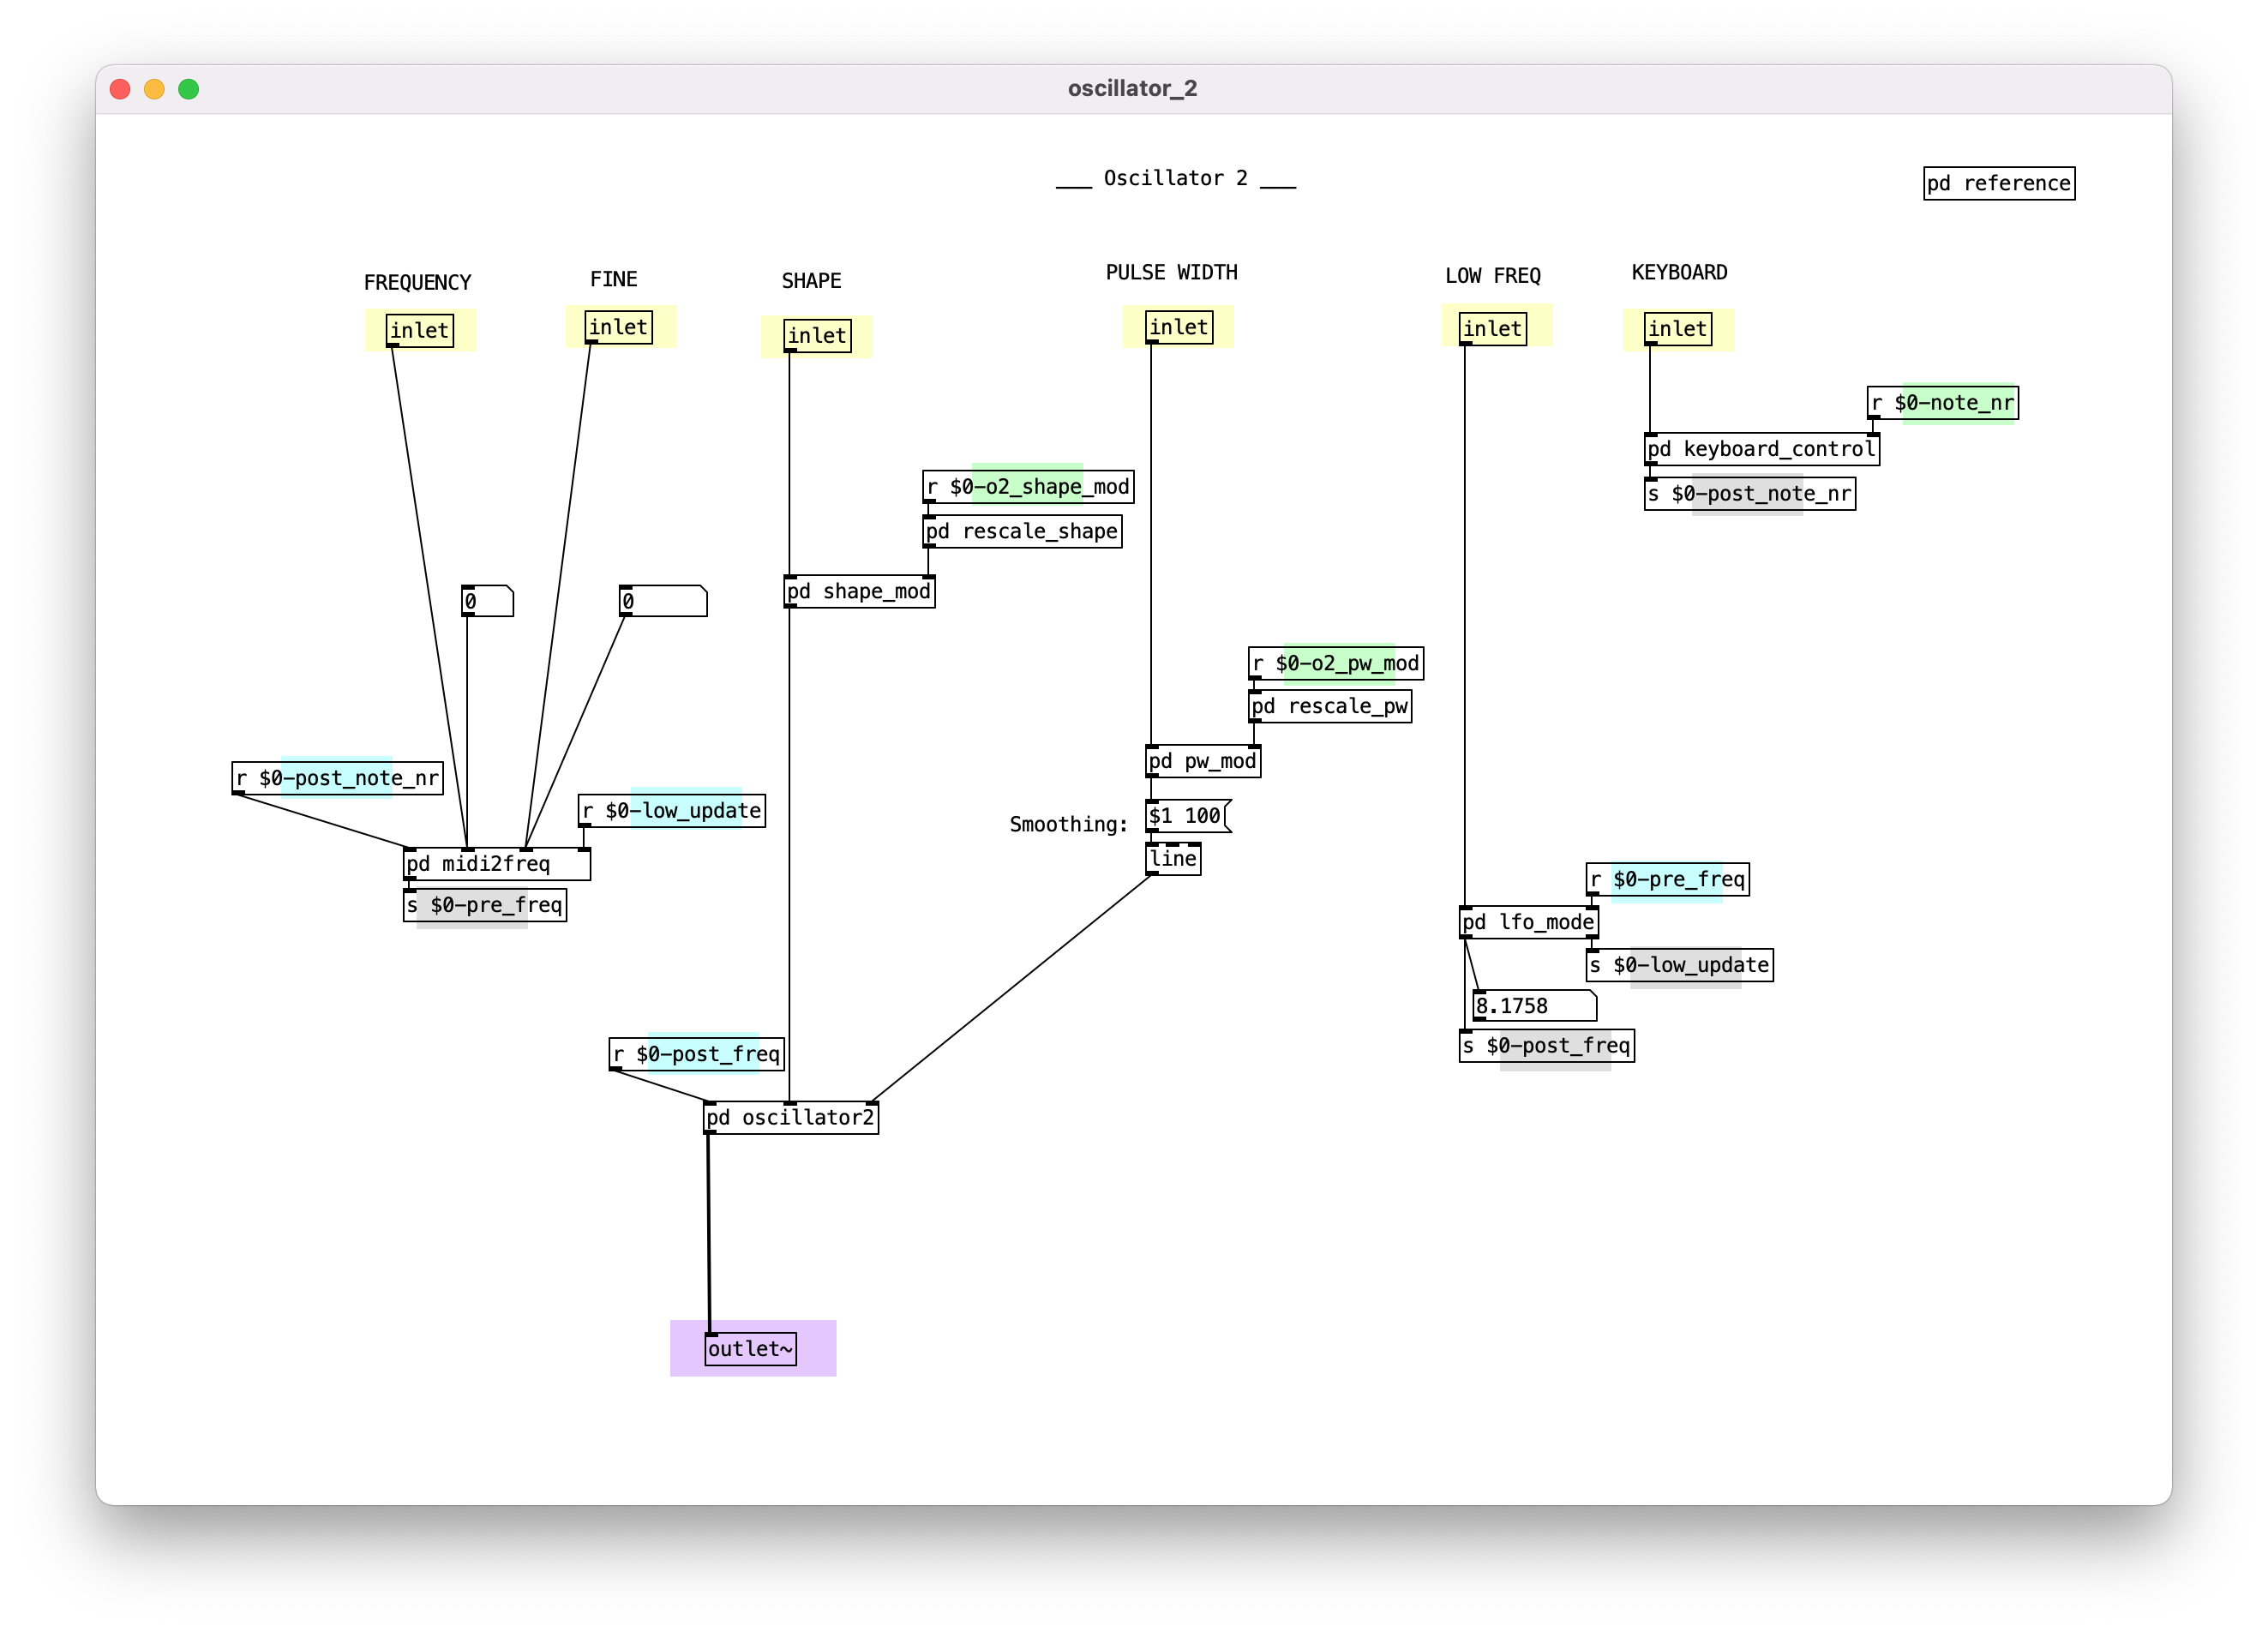 oscillator_2
___ Oscillator 2 ___
pd reference
FREQUENCY
FINE
SHAPE
PULSE WIDTH
LOW FREQ
KEYBOARD
inlet
inlet
inlet
inlet
inlet
inlet
r $0-note_nr
pd keyboard_control
s $0-post_note_nr
r $0-o2_shape_mod
pd rescale_shape
pd shape_mod
0
0
r $0-o2_pw_mod
pd rescale_pw
pd pw_mod
r $0-post_note_nr
r $0-low_update
Smoothing:
$1 100
line
pd midi2freq
s $0-pre_freq
r $0-pre_freq
pd lfo_mode
s $0-low_update
8.1758
s $0-post_freq
r $0-post_freq
pd oscillator2
outlet~